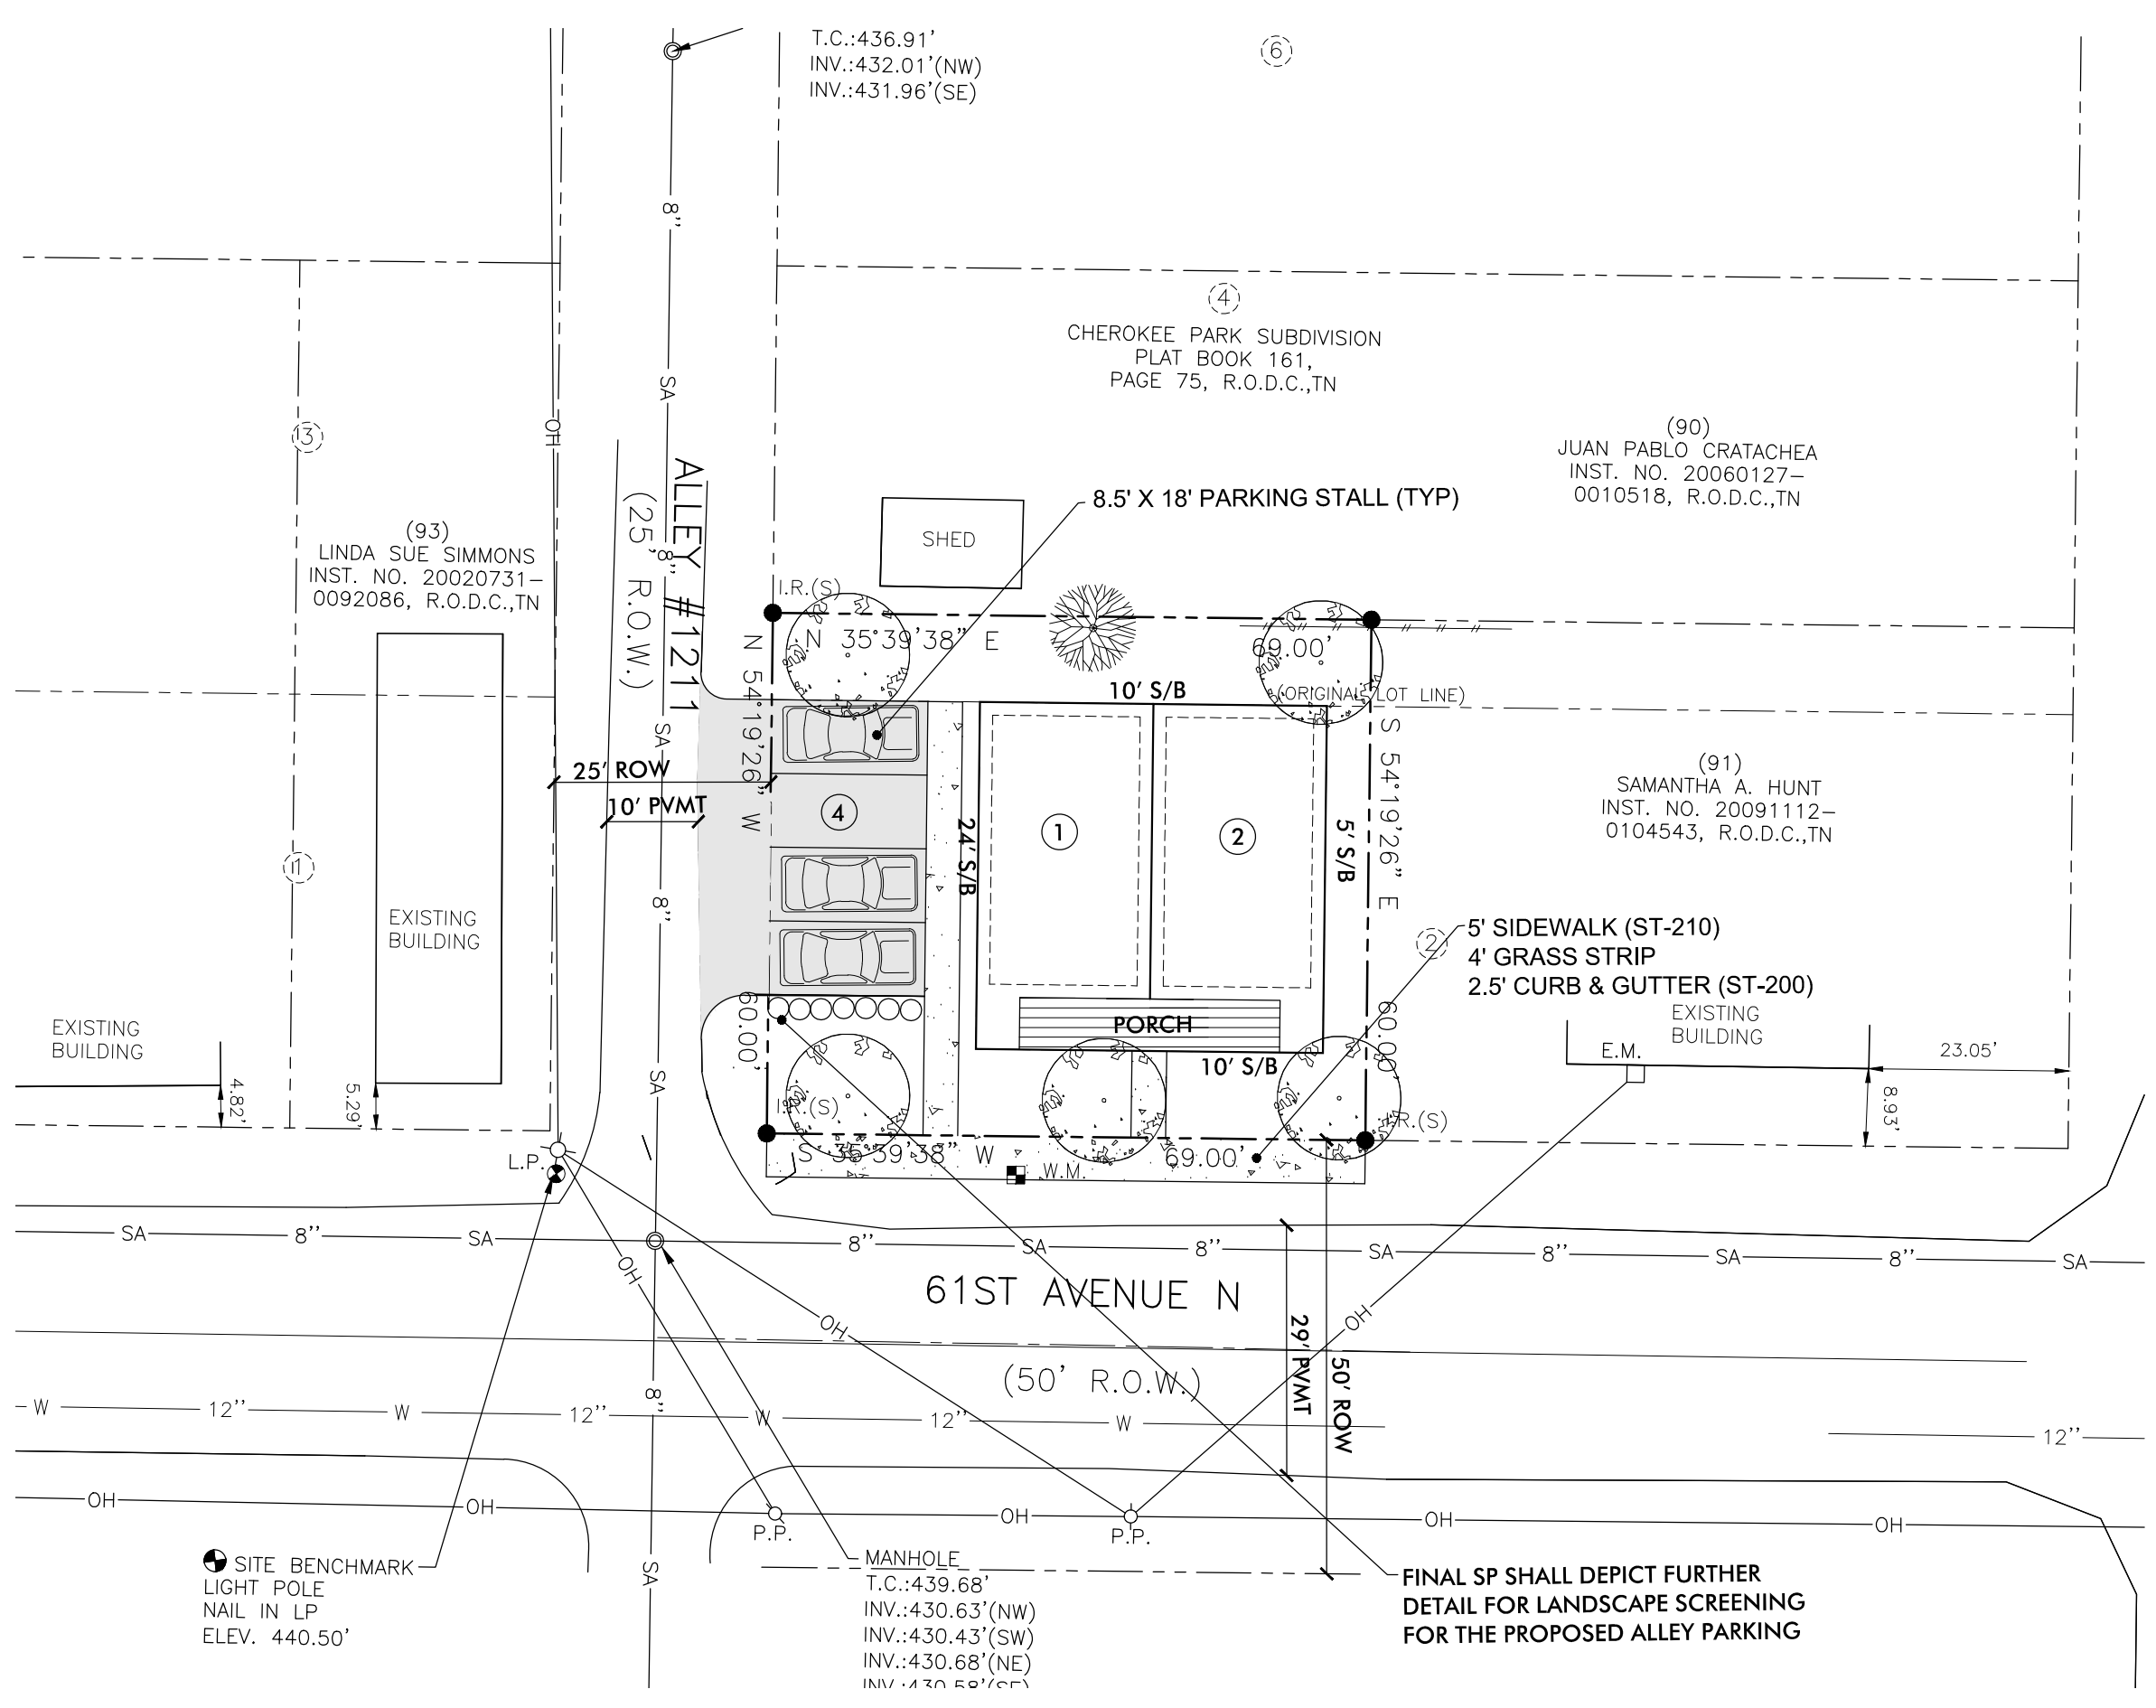 T.C.:436.91'
INV.:432.01'(NW)
INV.:431.96'(SE)
6
8"
4
CHEROKEE PARK SUBDIVISION
PLAT BOOK 161,
PAGE 75, R.O.D.C.,TN
SA
OH
13
(90)
JUAN PABLO CRATACHEA
INST. NO. 20060127-
0010518, R.O.D.C.,TN
ALLEY #1211
(25' R.O.W.)
8"
8.5' X 18' PARKING STALL (TYP)
SHED
(93)
LINDA SUE SIMMONS
INST. NO. 20020731-
0092086, R.O.D.C.,TN
I.R.(S)
N 35°39'38" E
69.00'
N 54°19'26" W
60.00'
10' S/B
(ORIGINAL LOT LINE)
S 54°19'26" E
60.00'
SA
25' ROW
10' PVMT
4
24' S/B
1
2
5' S/B
(91)
SAMANTHA A. HUNT
INST. NO. 20091112-
0104543, R.O.D.C.,TN
11
8"
EXISTING
BUILDING
2
5' SIDEWALK (ST-210)
4' GRASS STRIP
2.5' CURB & GUTTER (ST-200)
EXISTING
BUILDING
EXISTING
BUILDING
PORCH
10' S/B
E.M.
23.05'
4.82'
5.29'
8.93'
SA
I.R.(S)
I.R.(S)
S 35°39'38" W
69.00'
L.P.
W.M.
SA
8"
SA
8"
SA
8"
SA
8"
SA
8"
SA
OH
61ST AVENUE N
OH
OH
(50' R.O.W.)
29' PVMT
50' ROW
8"
W
12"
W
12"
W
12"
W
12"
OH
OH
OH
OH
OH
P.P.
P.P.
SA
SITE BENCHMARK
LIGHT POLE
NAIL IN LP
ELEV. 440.50'
MANHOLE
T.C.:439.68'
INV.:430.63'(NW)
INV.:430.43'(SW)
INV.:430.68'(NE)
INV.:430.58'(SE)
FINAL SP SHALL DEPICT FURTHER
DETAIL FOR LANDSCAPE SCREENING
FOR THE PROPOSED ALLEY PARKING